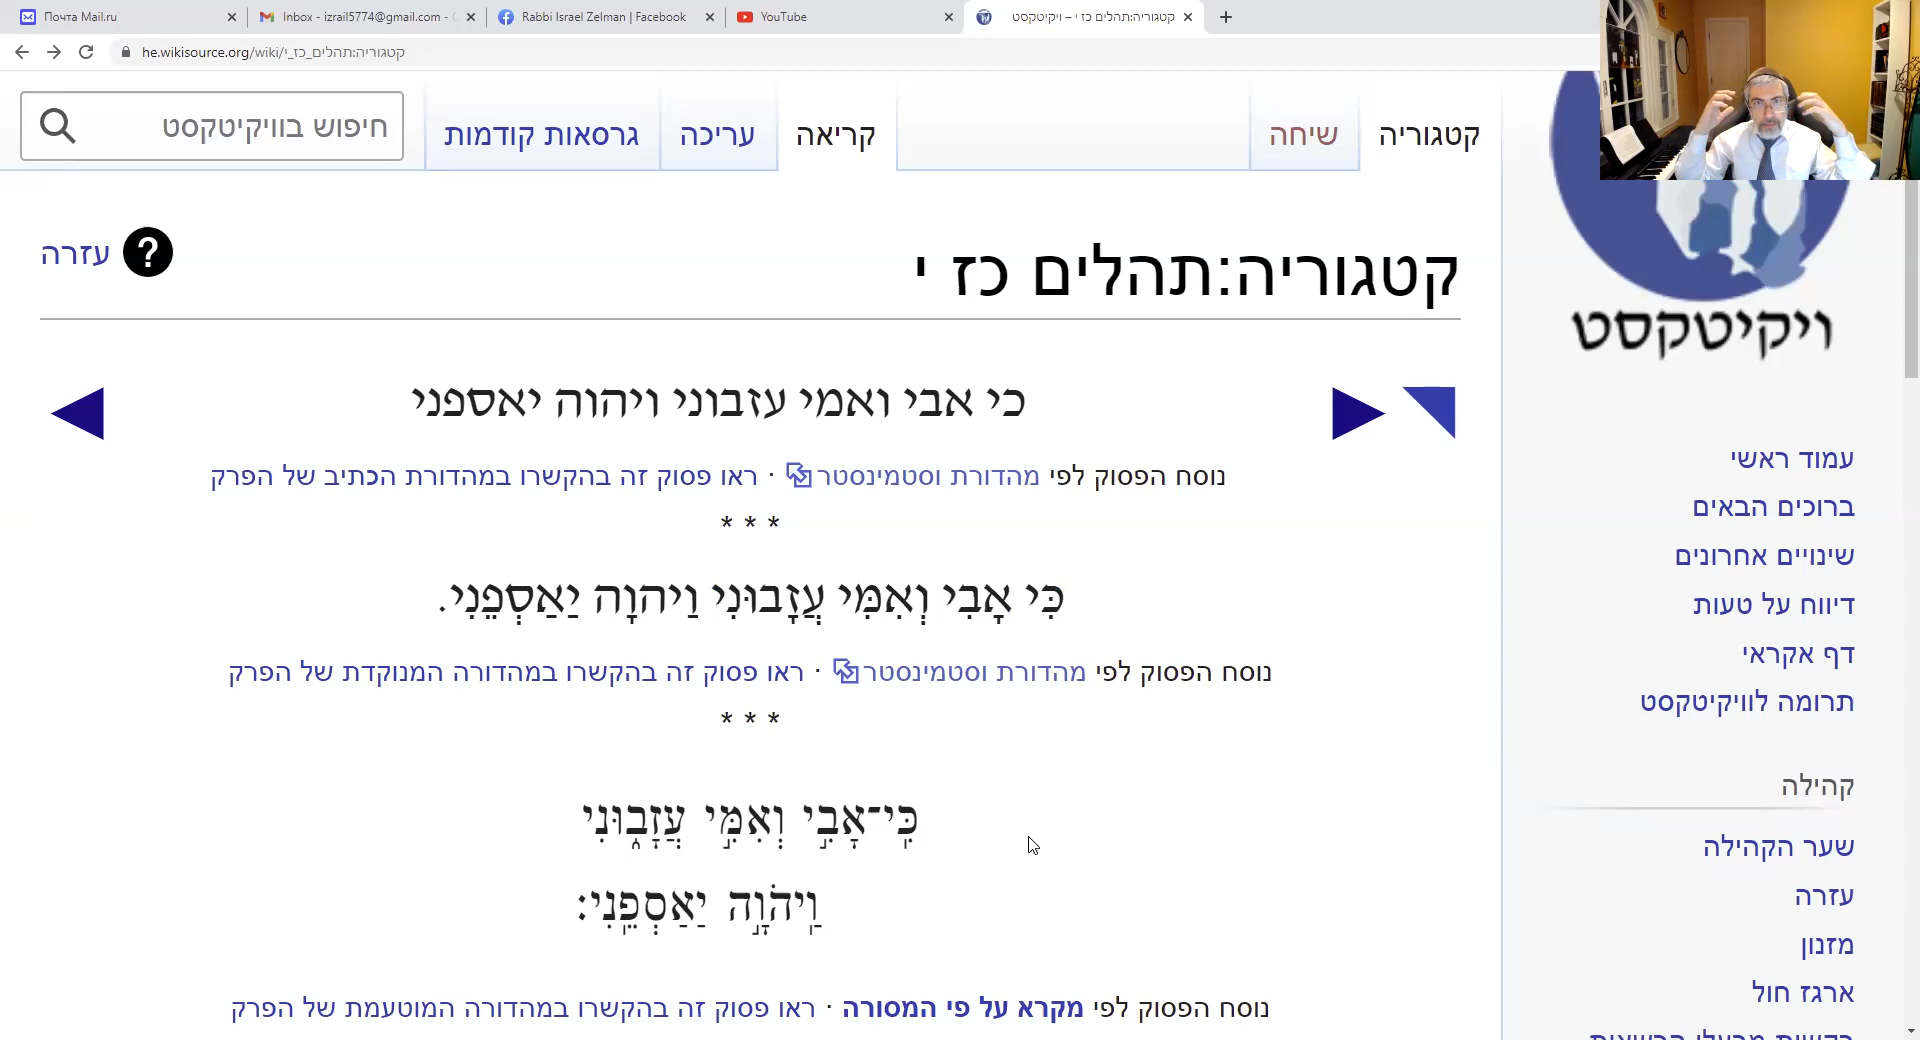 Почта Mail.ru
Inbox - izrail5774@gmail.com -
Rabbi Israel Zelman | Facebook
YouTube
קטגוריה:תהלים כז י – ויקיטקסט
he.wikisource.org/wiki/קטגוריה:תהלים_כז_י
קטגוריה
שיחה
קריאה
עריכה
גרסאות קודמות
חיפוש בוויקיטקסט
ויקיטקסט
קטגוריה:תהלים כז י
עזרה
?
כי אבי ואמי עזבוני ויהוה יאספני
נוסח הפסוק לפי מהדורת וסטמינסטר · ראו פסוק זה בהקשרו במהדורת הכתיב של הפרק
* * *
כִּי אָבִי וְאִמִּי עֲזָבוּנִי וַיהוָה יַאַסְפֵנִי.
נוסח הפסוק לפי מהדורת וסטמינסטר · ראו פסוק זה בהקשרו במהדורה המנוקדת של הפרק
* * *
כִּֽי־אָבִ֣י וְאִמִּ֣י עֲזָב֑וּנִי
וַֽיהֹוָ֣ה יַאַסְפֵֽנִי׃
נוסח הפסוק לפי מקרא על פי המסורה · ראו פסוק זה בהקשרו במהדורה המוטעמת של הפרק
עמוד ראשי
ברוכים הבאים
שינויים אחרונים
דיווח על טעות
דף אקראי
תרומה לוויקיטקסט
קהילה
שער הקהילה
עזרה
מזנון
ארגז חול